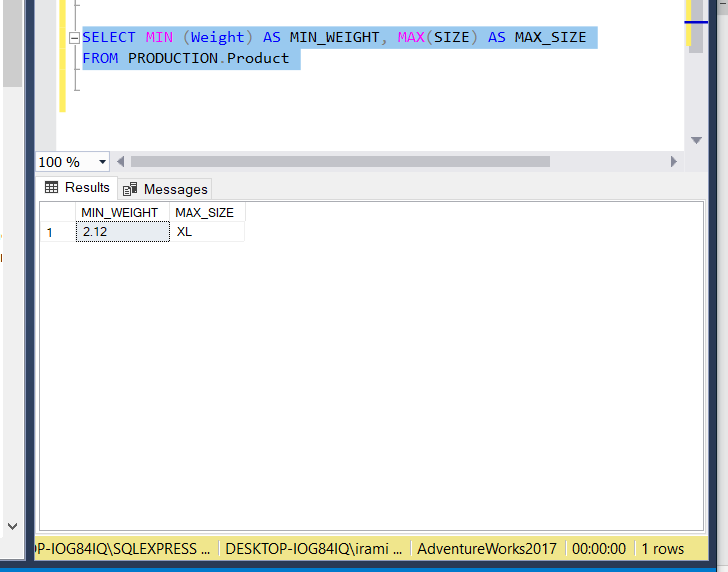 SELECT MIN (Weight) AS MIN_WEIGHT, MAX(SIZE) AS MAX_SIZE
FROM PRODUCTION.Product
100 %
Results Messages
MIN_WEIGHT MAX_SIZE
1 2.12 XL
OP-IOG84IQ\SQLEXPRESS ... DESKTOP-IOG84IQ\irami ... AdventureWorks2017 00:00:00 1 rows